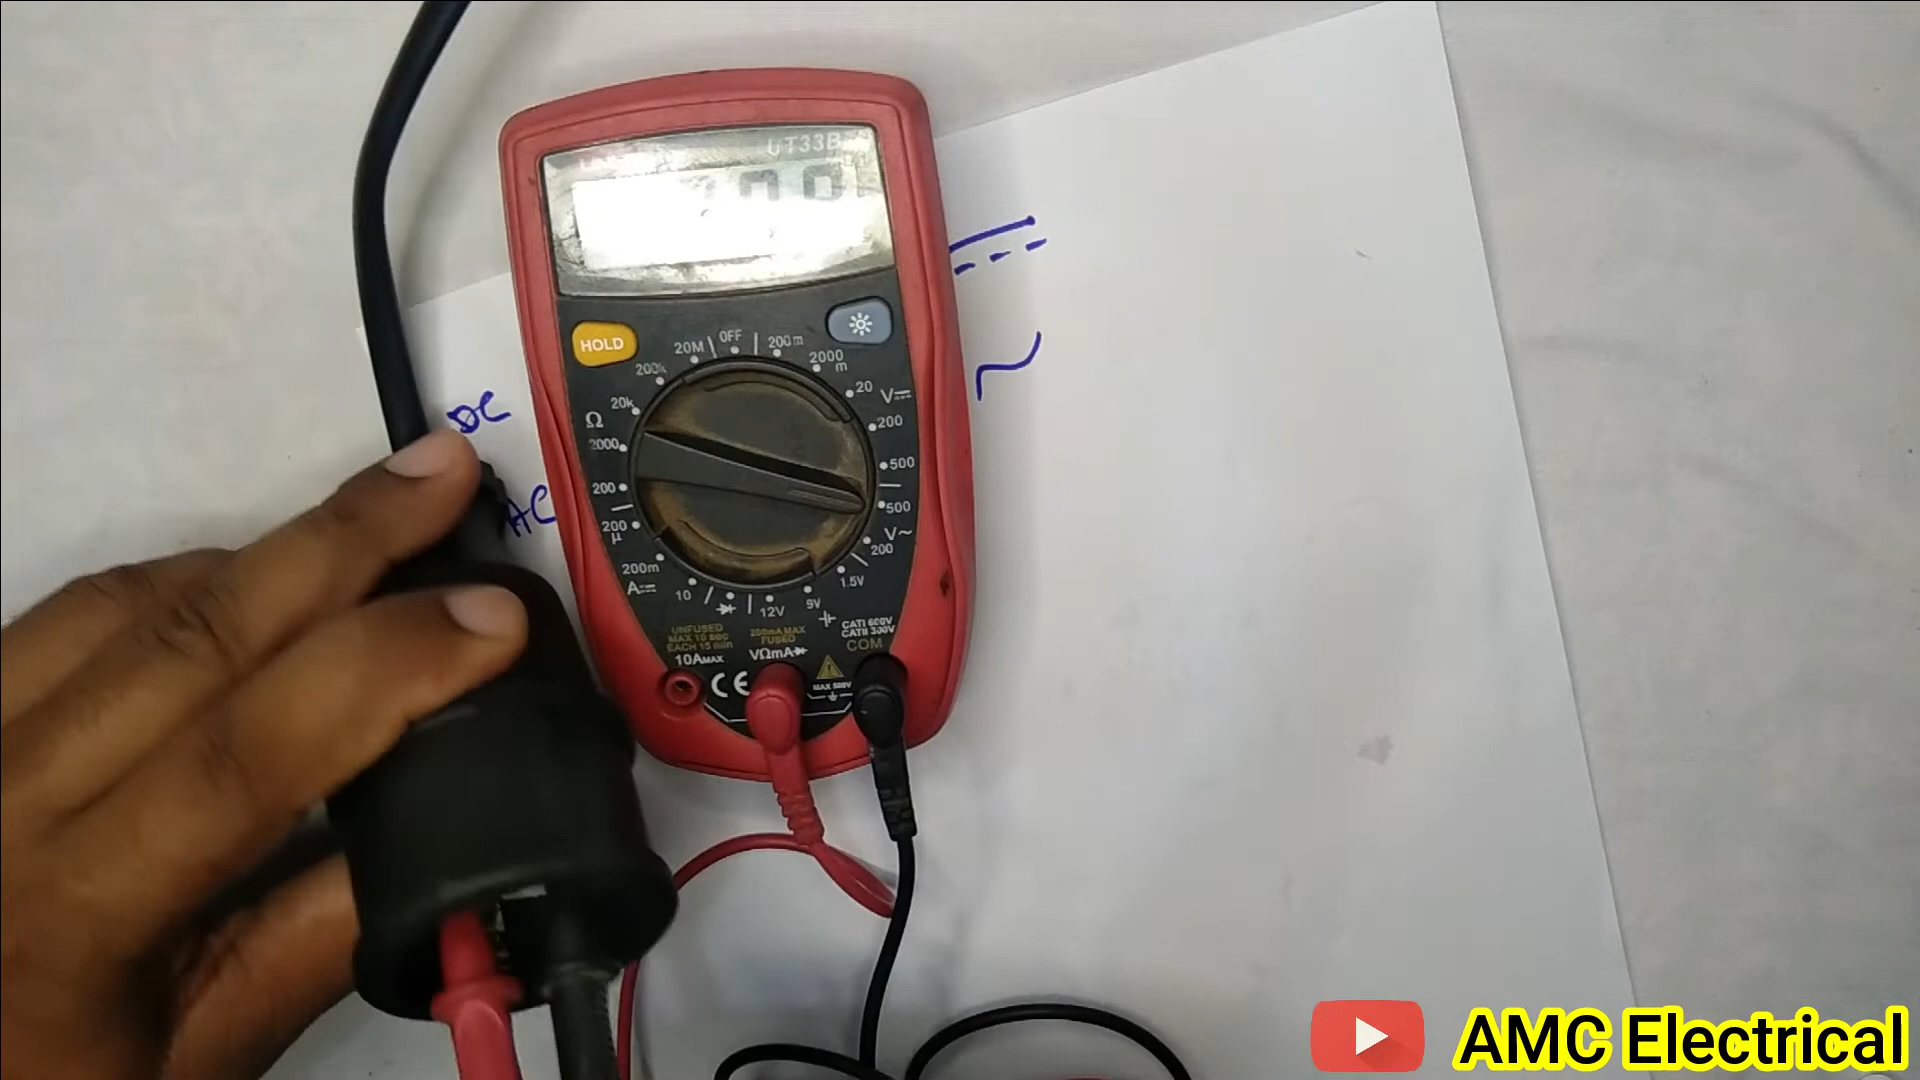 UT33B
HOLD
OFF
20M
200m
200k
2000
m
20k
20
V
Ω
200
2000
500
200
500
200
μ
V~
200
200m
A
1.5V
10
12V
9V
UNFUSED
MAX 10 sec
EACH 15 min
200mA MAX
FUSED
CATI 600V
CATII 300V
10AMAX
VΩmA
COM
CE
MAX 500V
DC
AC
AMC Electrical